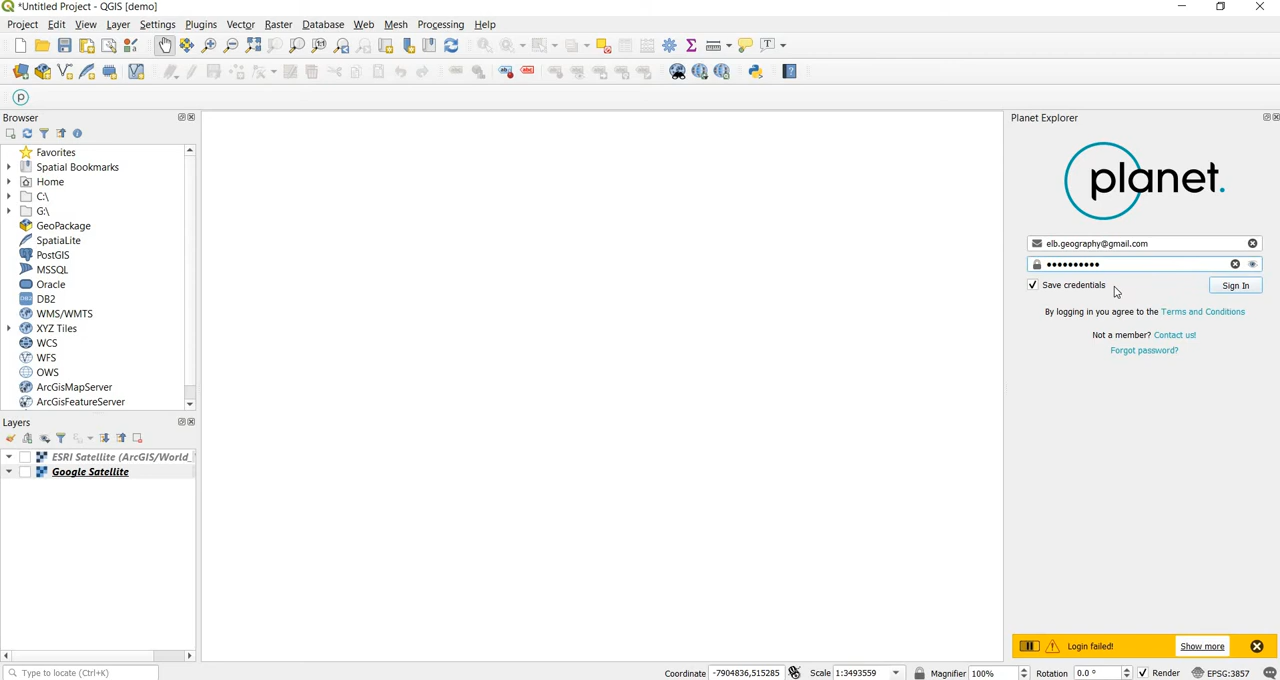 *Untitled Project - QGIS [demo]
Project Edit View Layer Settings Plugins Vector Raster Database Web Mesh Processing Help
Browser
Favorites
Spatial Bookmarks
Home
C:\
G:\
GeoPackage
SpatiaLite
PostGIS
MSSQL
Oracle
DB2
WMS/WMTS
XYZ Tiles
WCS
WFS
OWS
ArcGisMapServer
ArcGisFeatureServer
Layers
ESRI Satellite (ArcGIS/World_
Google Satellite
Planet Explorer
planet.
elb.geography@gmail.com
••••••••••
Save credentials
Sign In
By logging in you agree to the Terms and Conditions
Not a member? Contact us!
Forgot password?
Login failed!
Show more
Type to locate (Ctrl+K)
Coordinate -7904836,515285 Scale 1:3493559 Magnifier 100% Rotation 0.0 ° Render EPSG:3857